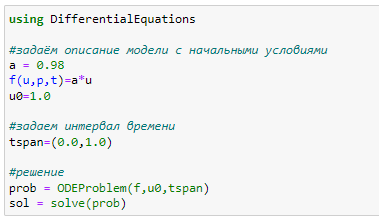 using DifferentialEquations
#задаём описание модели с начальными условиями
a = 0.98
f(u,p,t)=a*u
u0=1.0
#задаем интервал времени
tspan=(0.0,1.0)
#решение
prob = ODEProblem(f,u0,tspan)
sol = solve(prob)